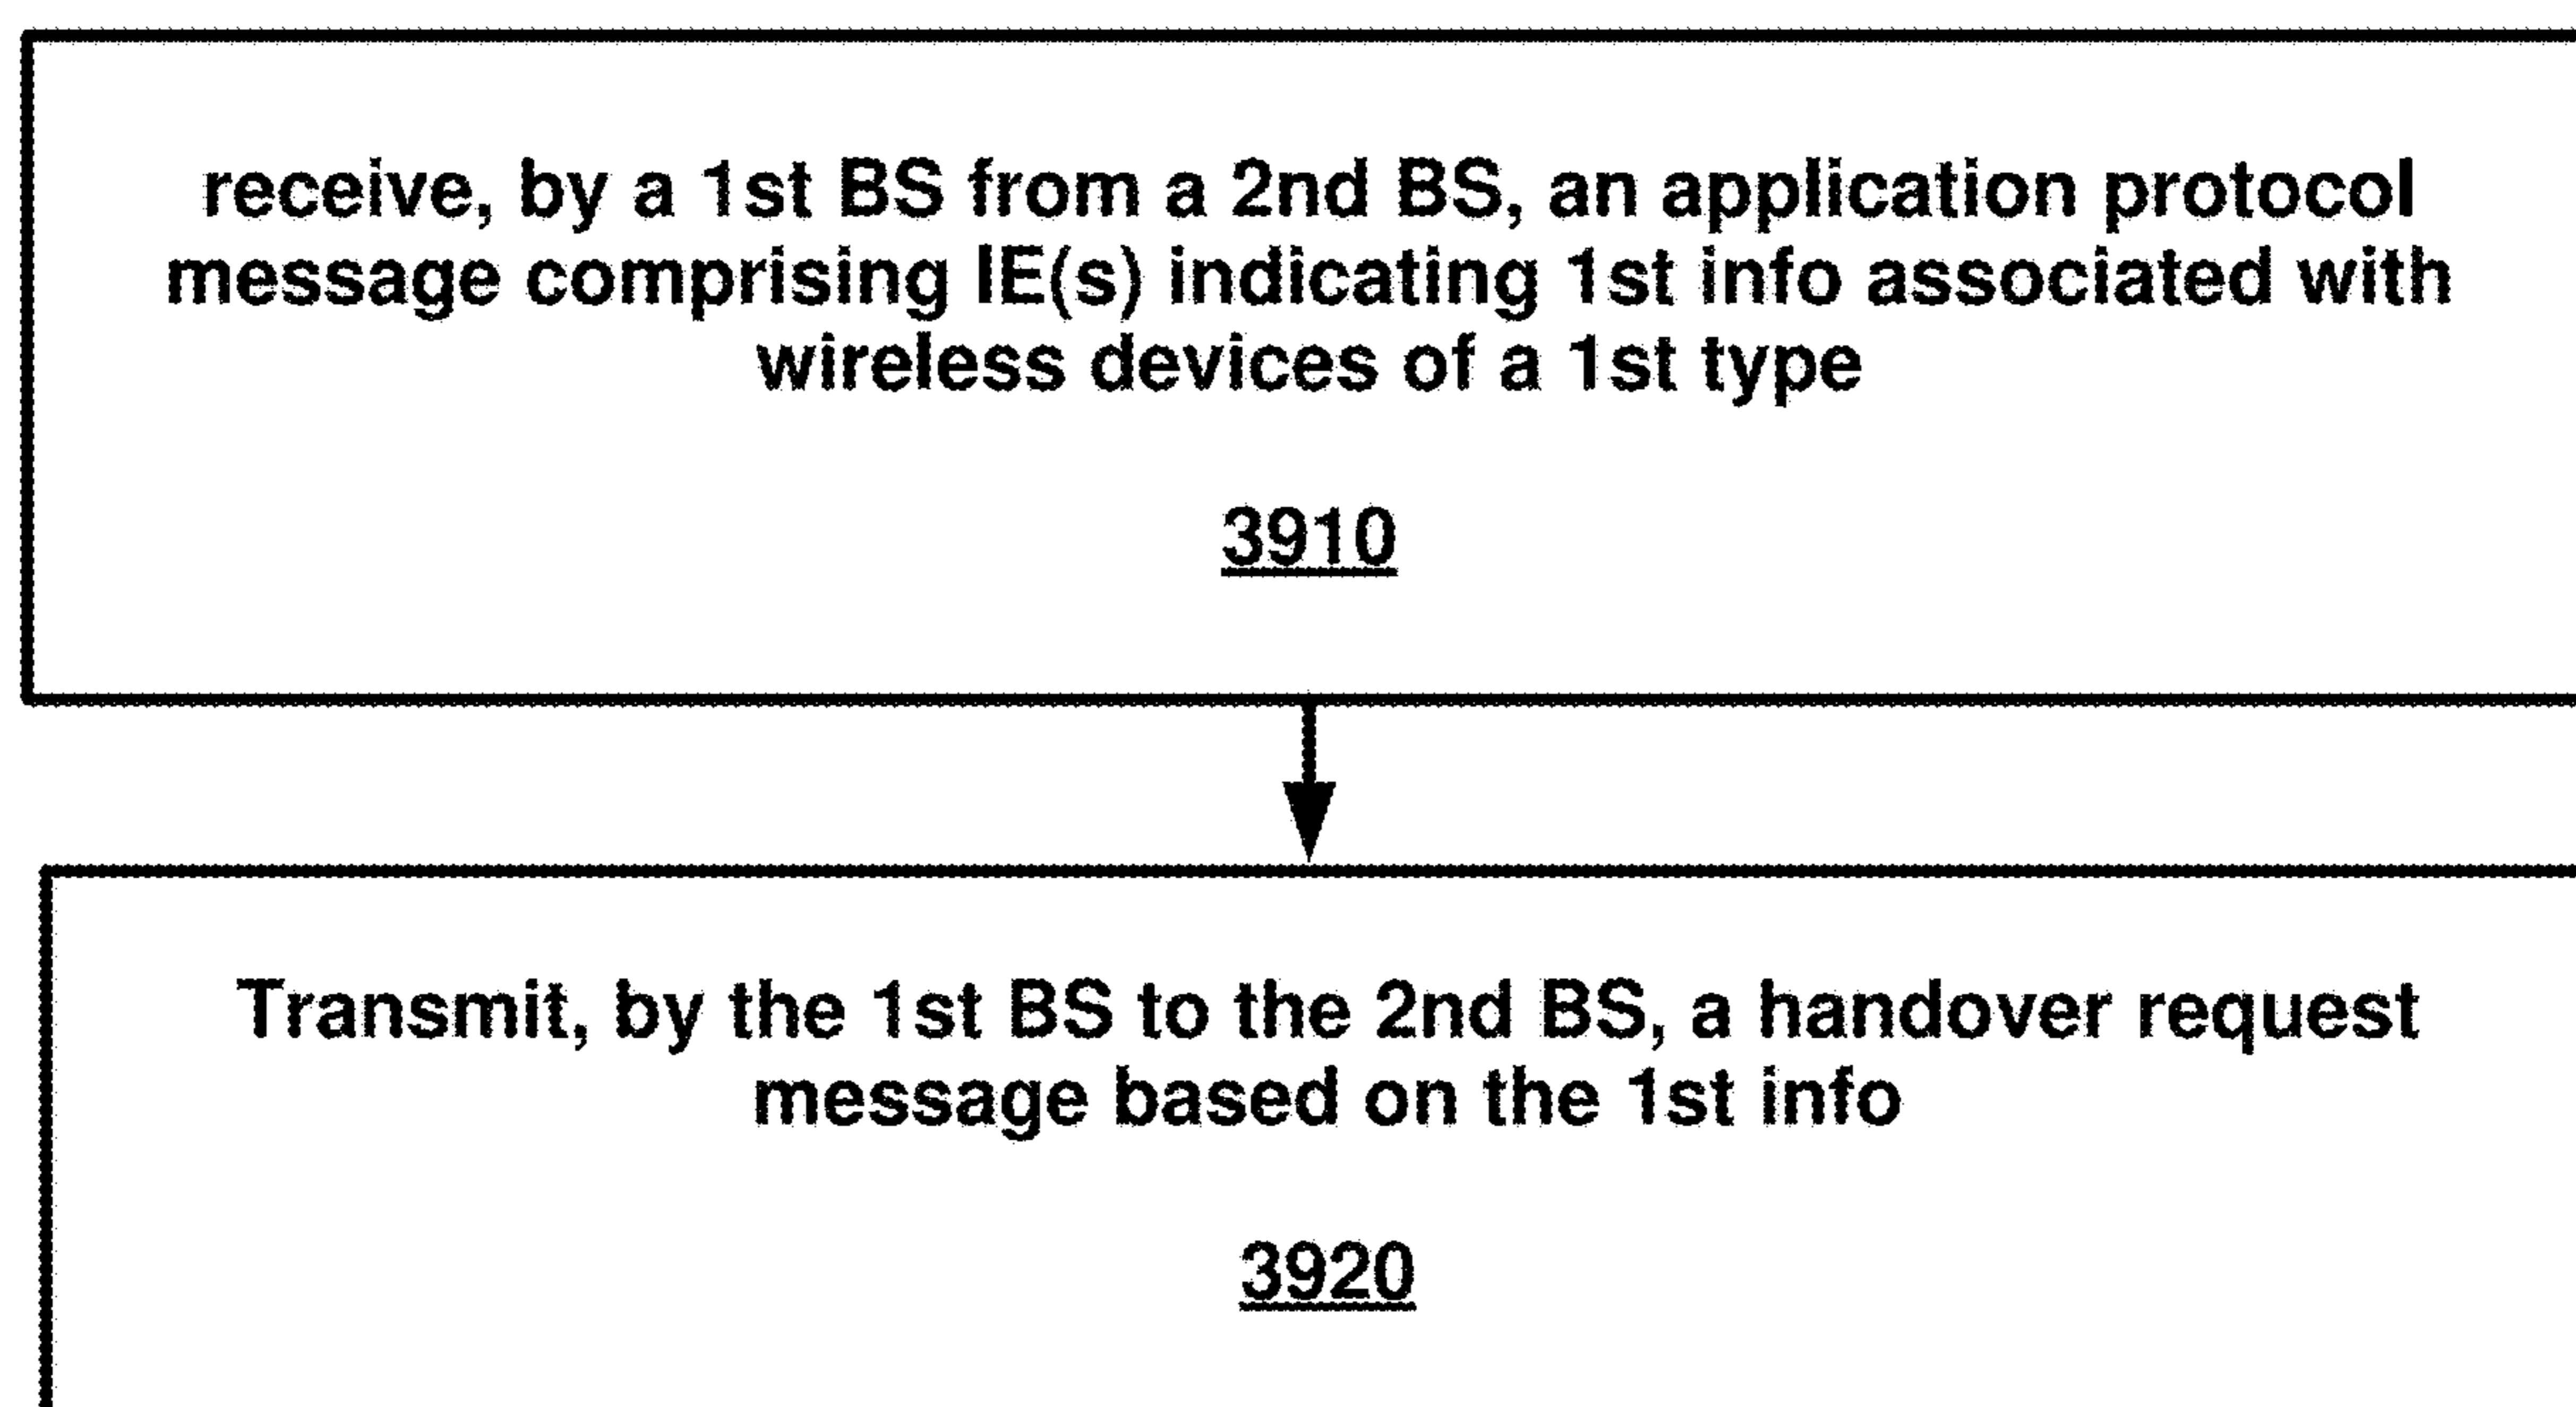 receive, by a 1st BS from a 2nd BS, an application protocol
message comprising IE(s) indicating 1st info associated with
wireless devices of a 1st type
3910
Transmit, by the 1st BS to the 2nd BS, a handover request
message based on the 1st info
3920